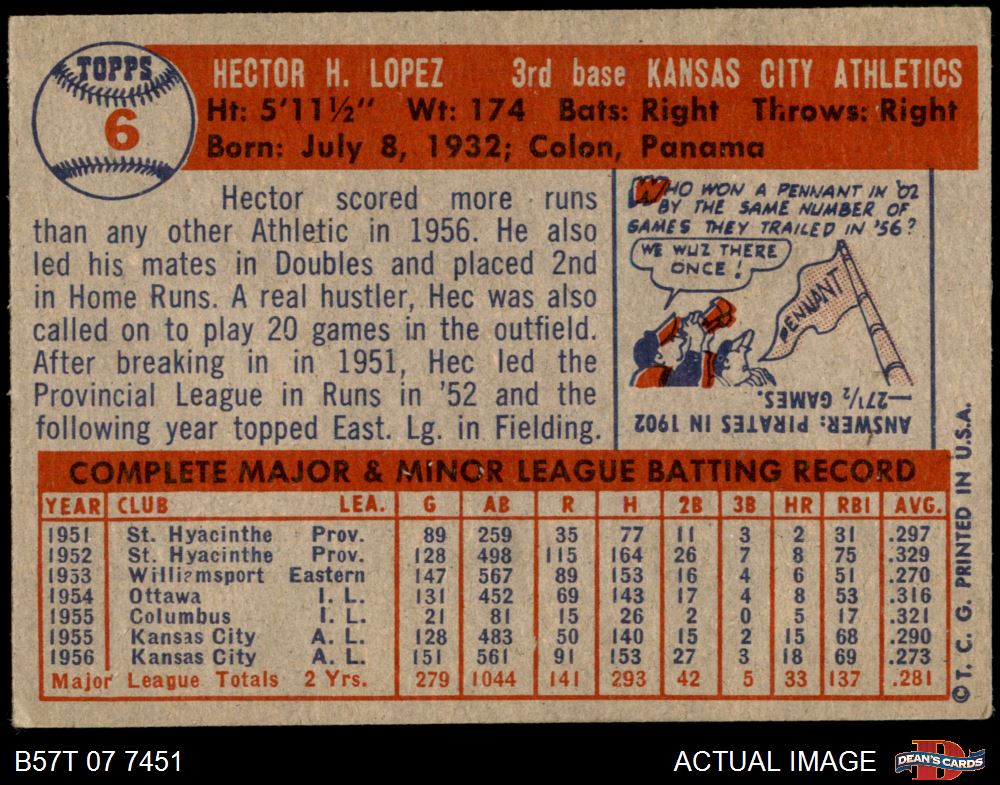 TOPPS
6
HECTOR H. LOPEZ 3rd base KANSAS CITY ATHLETICS
Ht: 5'11½" Wt: 174 Bats: Right Throws: Right
Born: July 8, 1932; Colon, Panama
Hector scored more runs
than any other Athletic in 1956. He also
led his mates in Doubles and placed 2nd
in Home Runs. A real hustler, Hec was also
called on to play 20 games in the outfield.
After breaking in in 1951, Hec led the
Provincial League in Runs in '52 and the
following year topped East. Lg. in Fielding.
WHO WON A PENNANT IN '02
BY THE SAME NUMBER OF
GAMES THEY TRAILED IN '56?
WE WUZ THERE
ONCE!
PENNANT
ANSWER: PIRATES IN 1902
—27½ GAMES.
COMPLETE MAJOR & MINOR LEAGUE BATTING RECORD
YEAR CLUB LEA. G AB R H 2B 3B HR RBI AVG.
1951 St. Hyacinthe Prov. 89 259 35 77 11 3 2 31 .297
1952 St. Hyacinthe Prov. 128 498 115 164 26 7 8 75 .329
1953 Williamsport Eastern 147 567 89 153 16 4 6 51 .270
1954 Ottawa I. L. 131 452 69 143 17 4 8 53 .316
1955 Columbus I. L. 21 81 15 26 2 0 5 17 .321
1955 Kansas City A. L. 128 483 50 140 15 2 15 68 .290
1956 Kansas City A. L. 151 561 91 153 27 3 18 69 .273
Major League Totals 2 Yrs. 279 1044 141 293 42 5 33 137 .281
©T. C. G. PRINTED IN U.S.A.
B57T 07 7451
ACTUAL IMAGE
DEAN'S CARDS